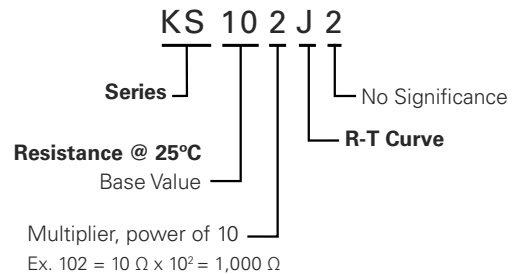 KS 10 2 J 2
Series
No Significance
R-T Curve
Resistance @ 25ºC
Base Value
Multiplier, power of 10
Ex. 102 = 10 Ω x 10² = 1,000 Ω